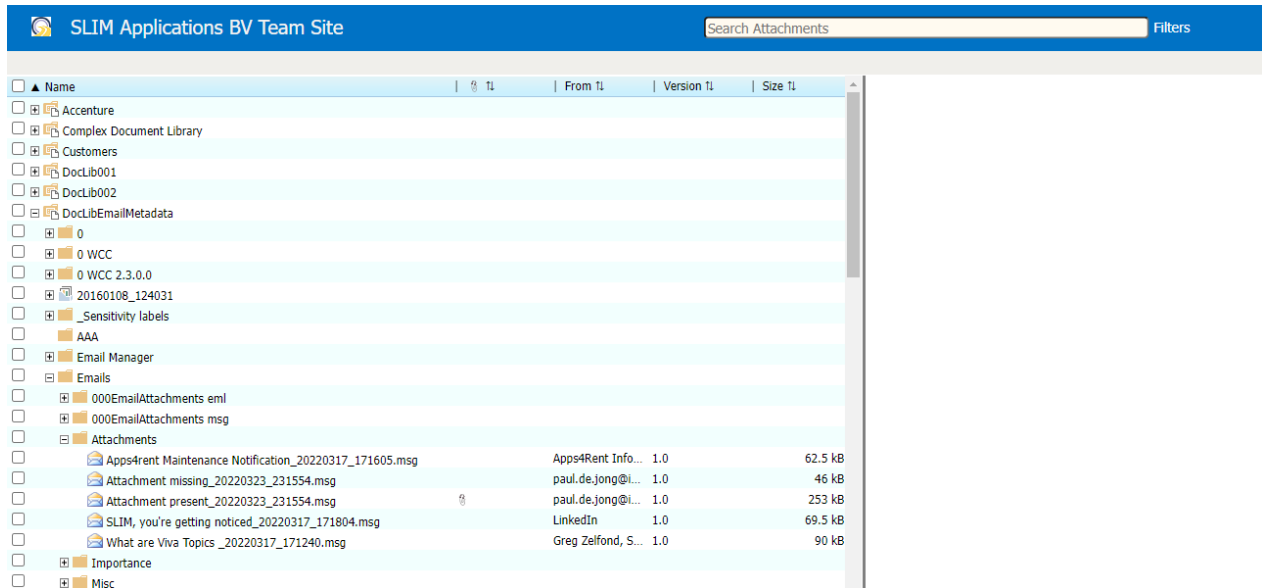 SLIM Applications BV Team Site Search Attachments Filters
▲ Name | | From ⇅ | Version ⇅ | Size ⇅
Accenture
Complex Document Library
Customers
DocLib001
DocLib002
DocLibEmailMetadata
0
0 WCC
0 WCC 2.3.0.0
20160108_124031
_Sensitivity labels
AAA
Email Manager
Emails
000EmailAttachments eml
000EmailAttachments msg
Attachments
Apps4rent Maintenance Notification_20220317_171605.msg Apps4Rent Info... 1.0 62.5 kB
Attachment missing_20220323_231554.msg paul.de.jong@i... 1.0 46 kB
Attachment present_20220323_231554.msg paul.de.jong@i... 1.0 253 kB
SLIM, you're getting noticed_20220317_171804.msg LinkedIn 1.0 69.5 kB
What are Viva Topics _20220317_171240.msg Greg Zelfond, S... 1.0 90 kB
Importance
Misc